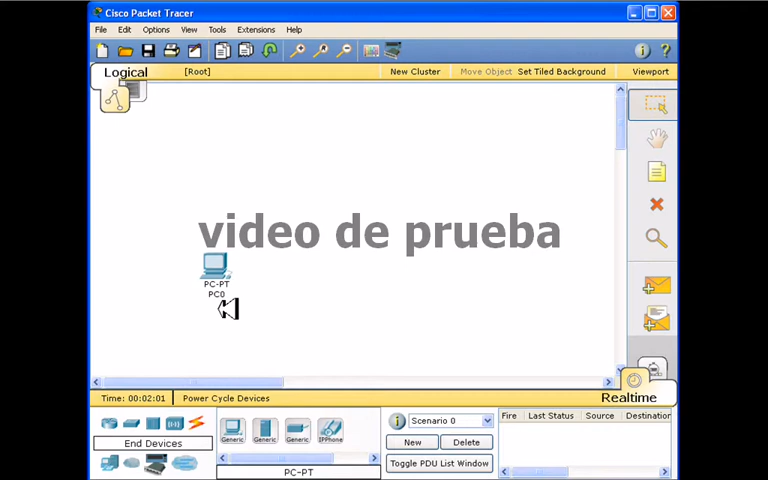 Cisco Packet Tracer
File Edit Options View Tools Extensions Help
Logical [Root] New Cluster Move Object Set Tiled Background Viewport
video de prueba
PC-PT
PC0
Realtime
Time: 00:02:01 Power Cycle Devices
Scenario 0
Fire Last Status Source Destination
Generic Generic Generic IPPhone
End Devices
New Delete
Toggle PDU List Window
PC-PT